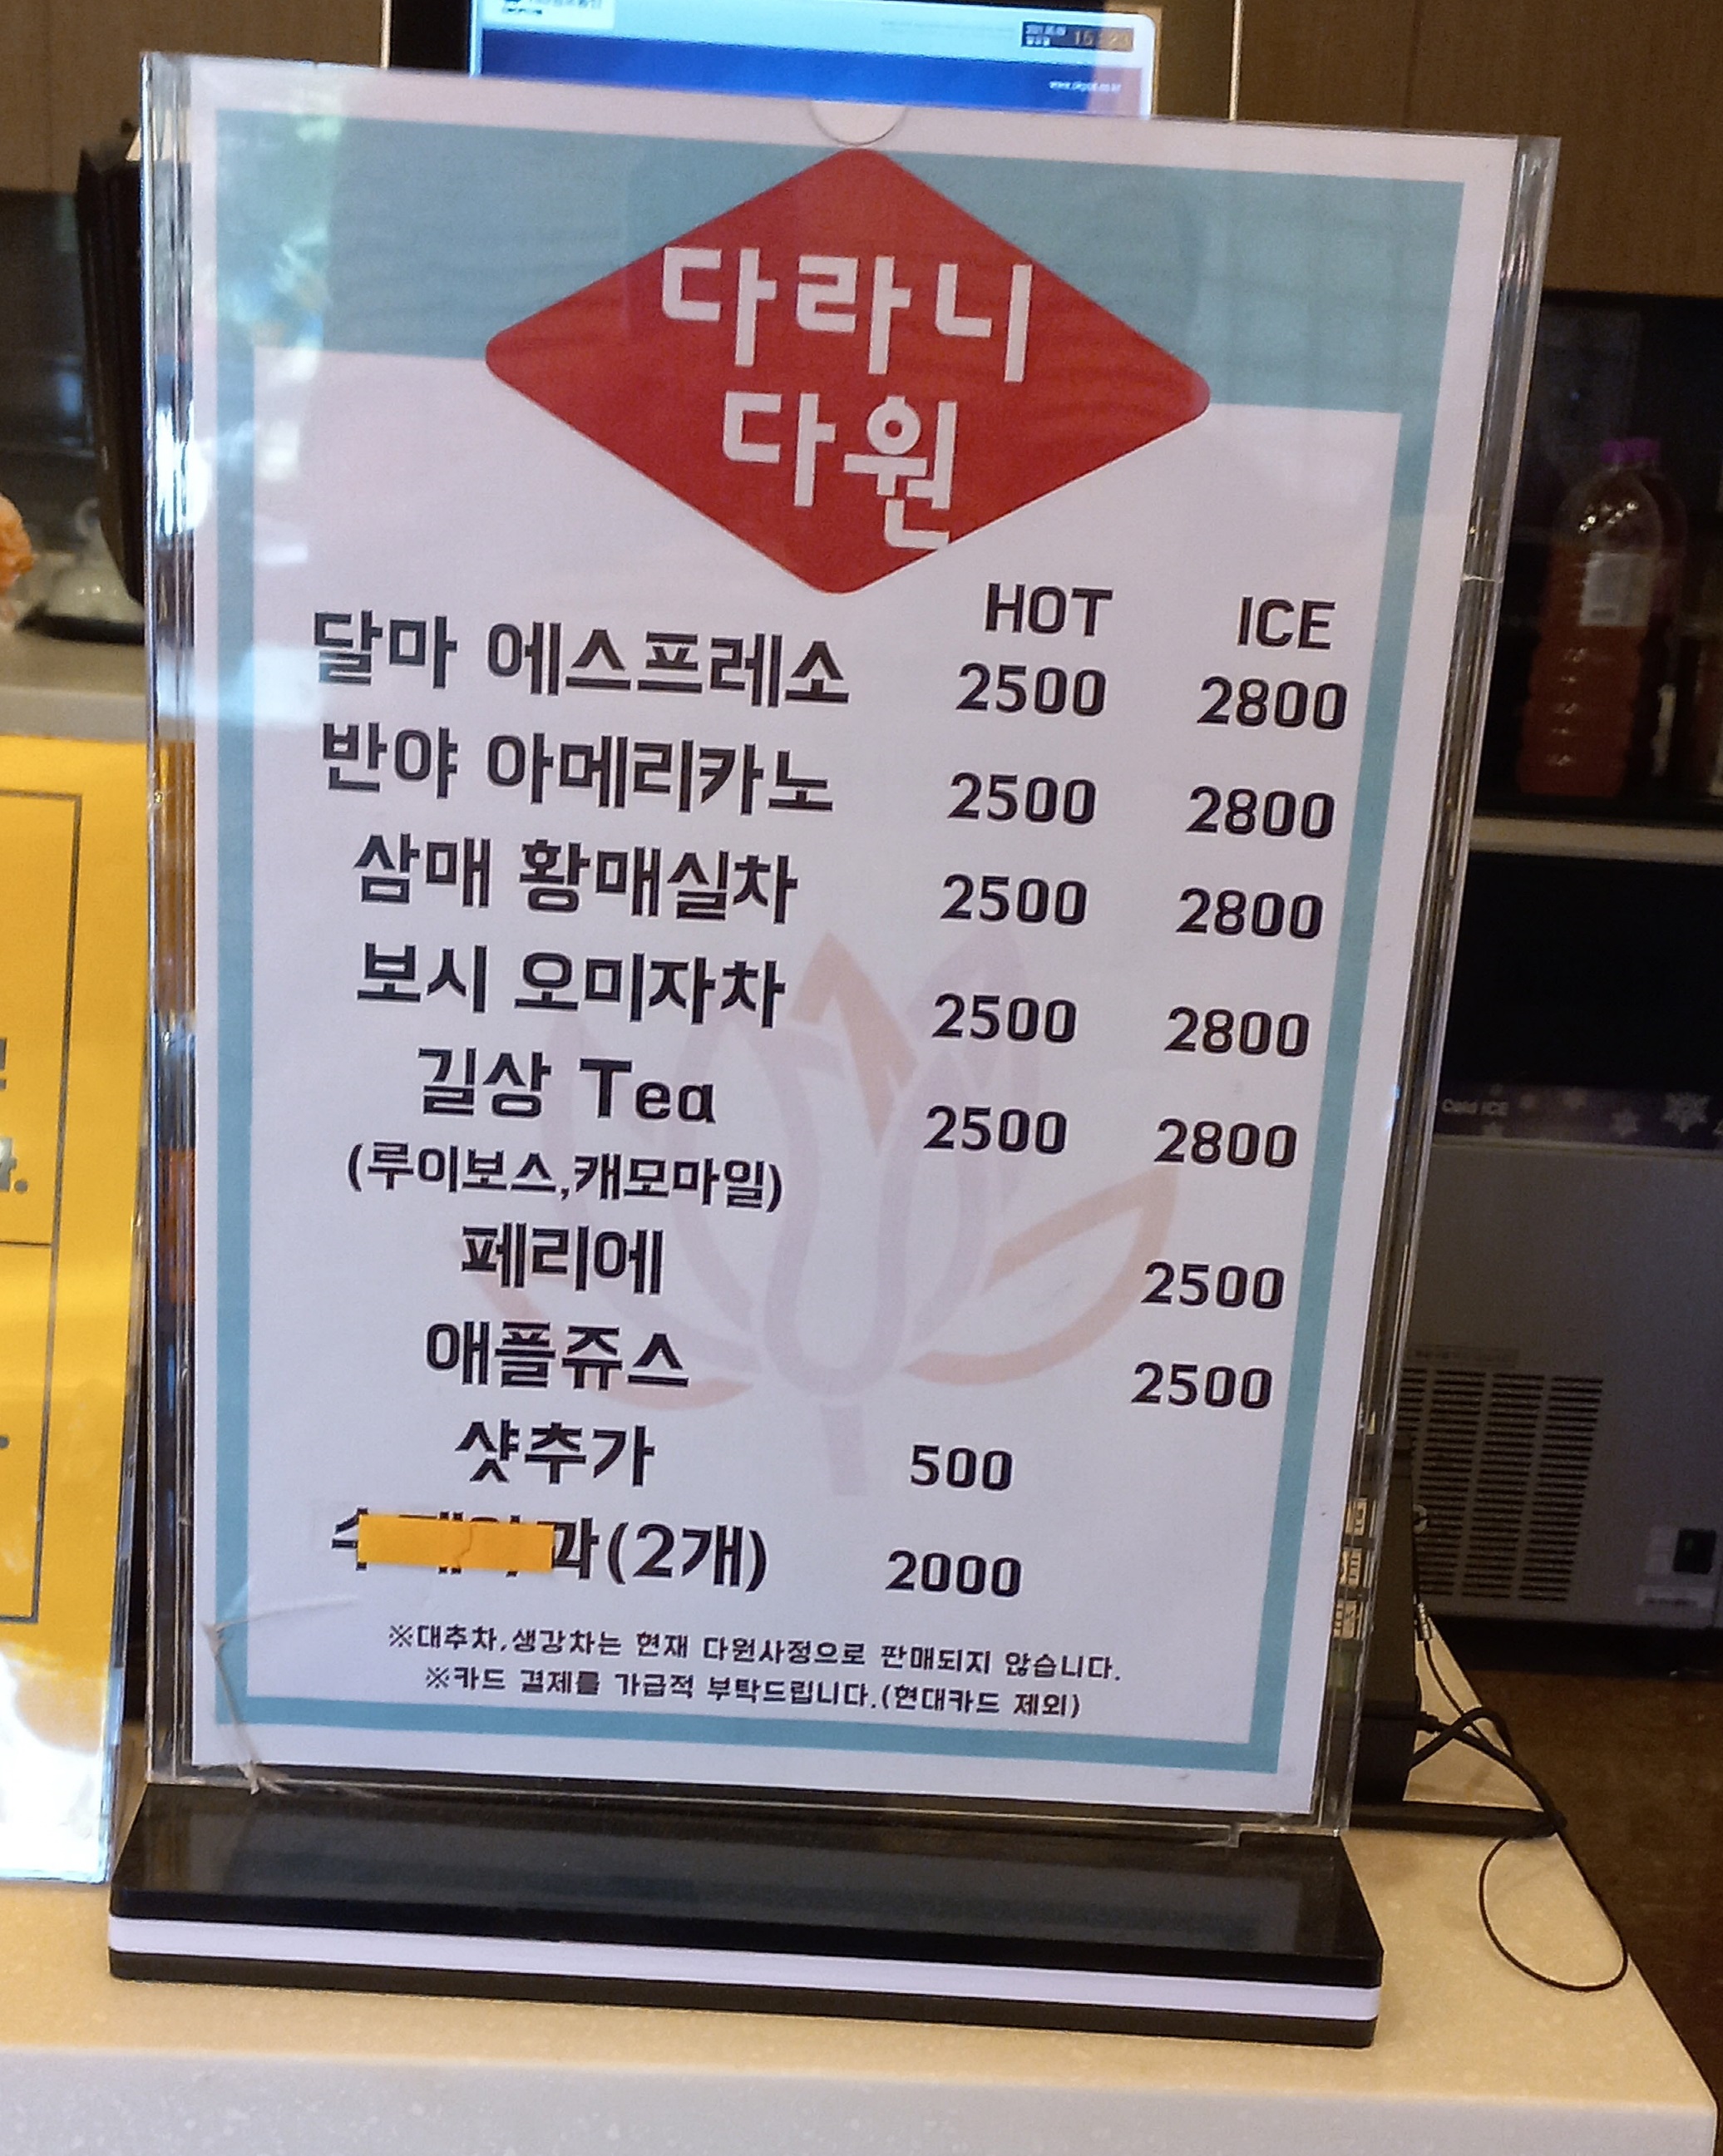 다라니
다원
HOT ICE
달마 에스프레소 2500 2800
반야 아메리카노 2500 2800
삼매 황매실차 2500 2800
보시 오미자차 2500 2800
길상 Tea 2500 2800
(루이보스,캐모마일)
페리에 2500
애플쥬스 2500
샷추가 500
과(2개) 2000
※대추차,생강차는 현재 다원사정으로 판매되지 않습니다.
※카드 결제를 가급적 부탁드립니다.(현대카드 제외)
Cold ICE